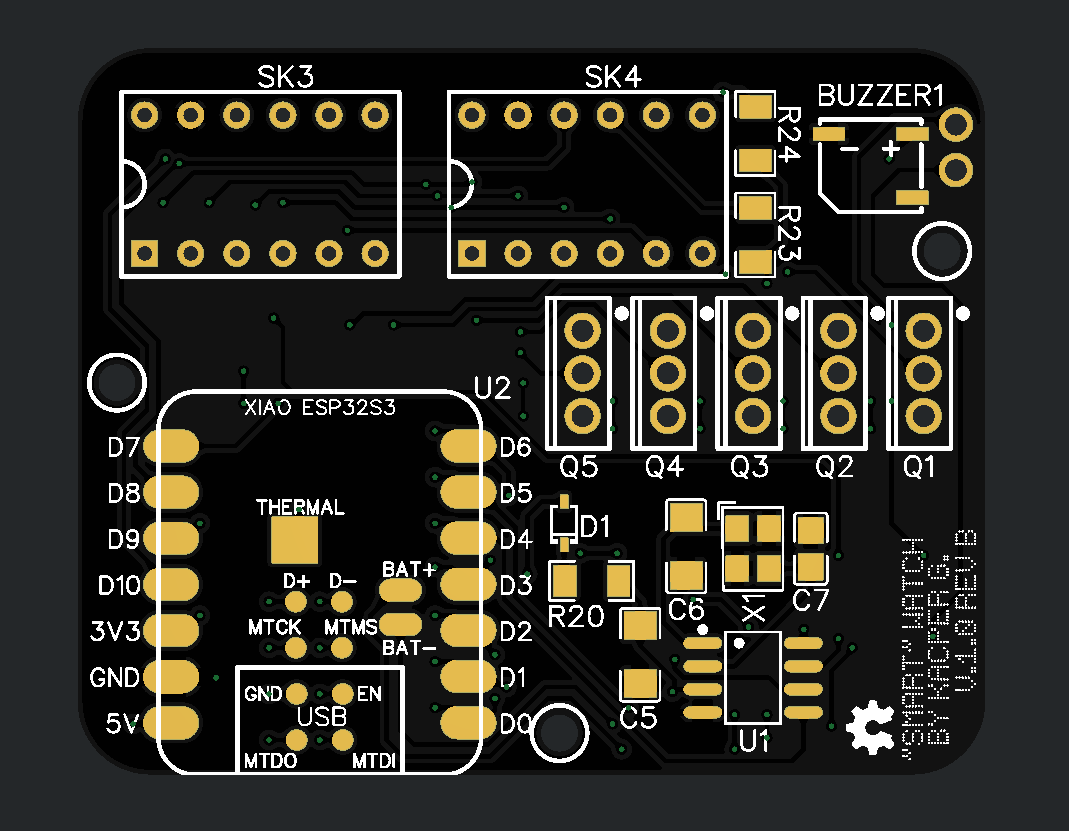 SK3
SK4
R24
BUZZER1
- +
R23
U2
XIAO ESP32S3
D7
D6
Q5
Q4
Q3
Q2
Q1
D8
D5
THERMAL
D9
D4
D1
D10
D+
D-
BAT+
D3
R20
C6
X1
C7
3V3
MTCK
MTMS
D2
BAT-
GND
D1
GND
EN
C5
5V
USB
D0
U1
MTDO
MTDI
"SMART" WATCH
BY KACPER G.
V.1.0 REV B